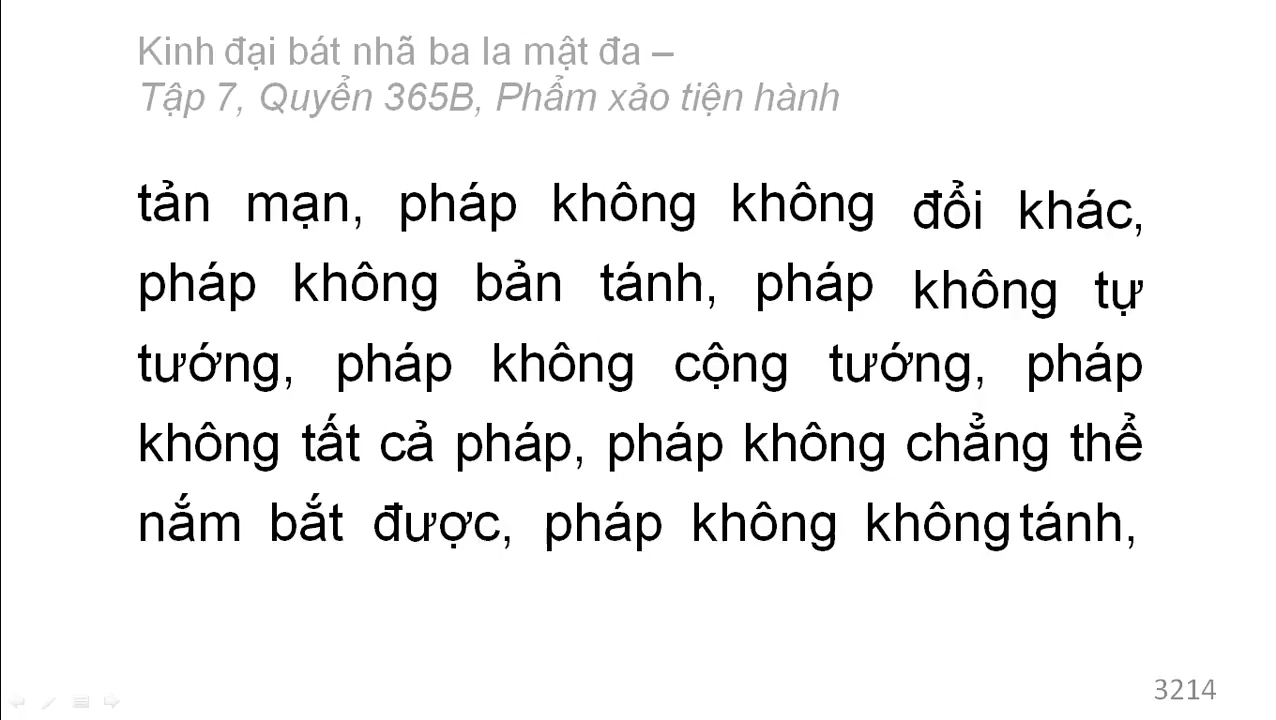 Kinh đại bát nhã ba la mật đa –
Tập 7, Quyển 365B, Phẩm xảo tiện hành
tản mạn, pháp không không đổi khác,
pháp không bản tánh, pháp không tự
tướng, pháp không cộng tướng, pháp
không tất cả pháp, pháp không chẳng thể
nắm bắt được, pháp không không tánh,
3214